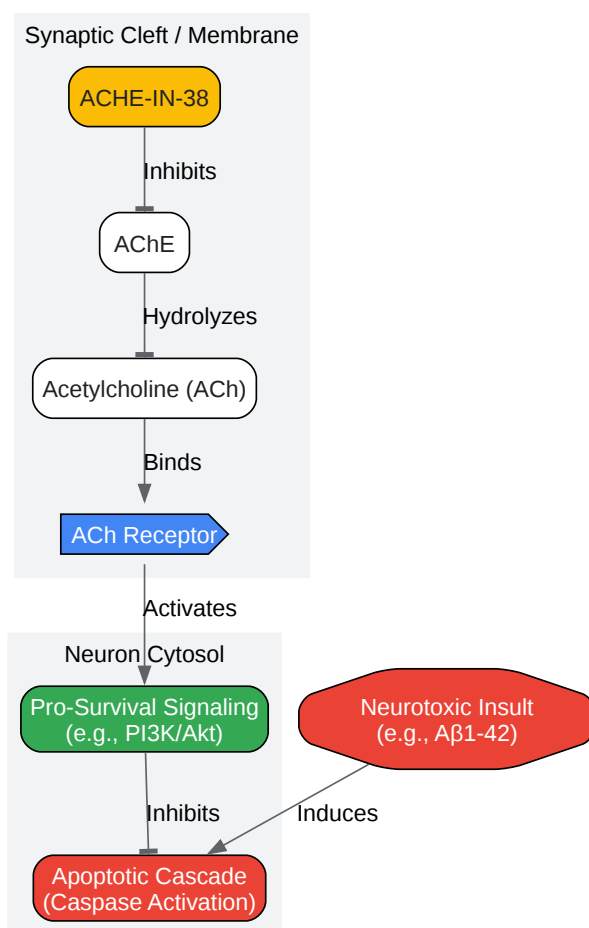 Synaptic Cleft / Membrane
ACHE-IN-38
Inhibits
AChE
Hydrolyzes
Acetylcholine (ACh)
Binds
ACh Receptor
Activates
Neuron Cytosol
Pro-Survival Signaling
(e.g., PI3K/Akt)
Neurotoxic Insult
(e.g., Aβ1-42)
Inhibits
Induces
Apoptotic Cascade
(Caspase Activation)